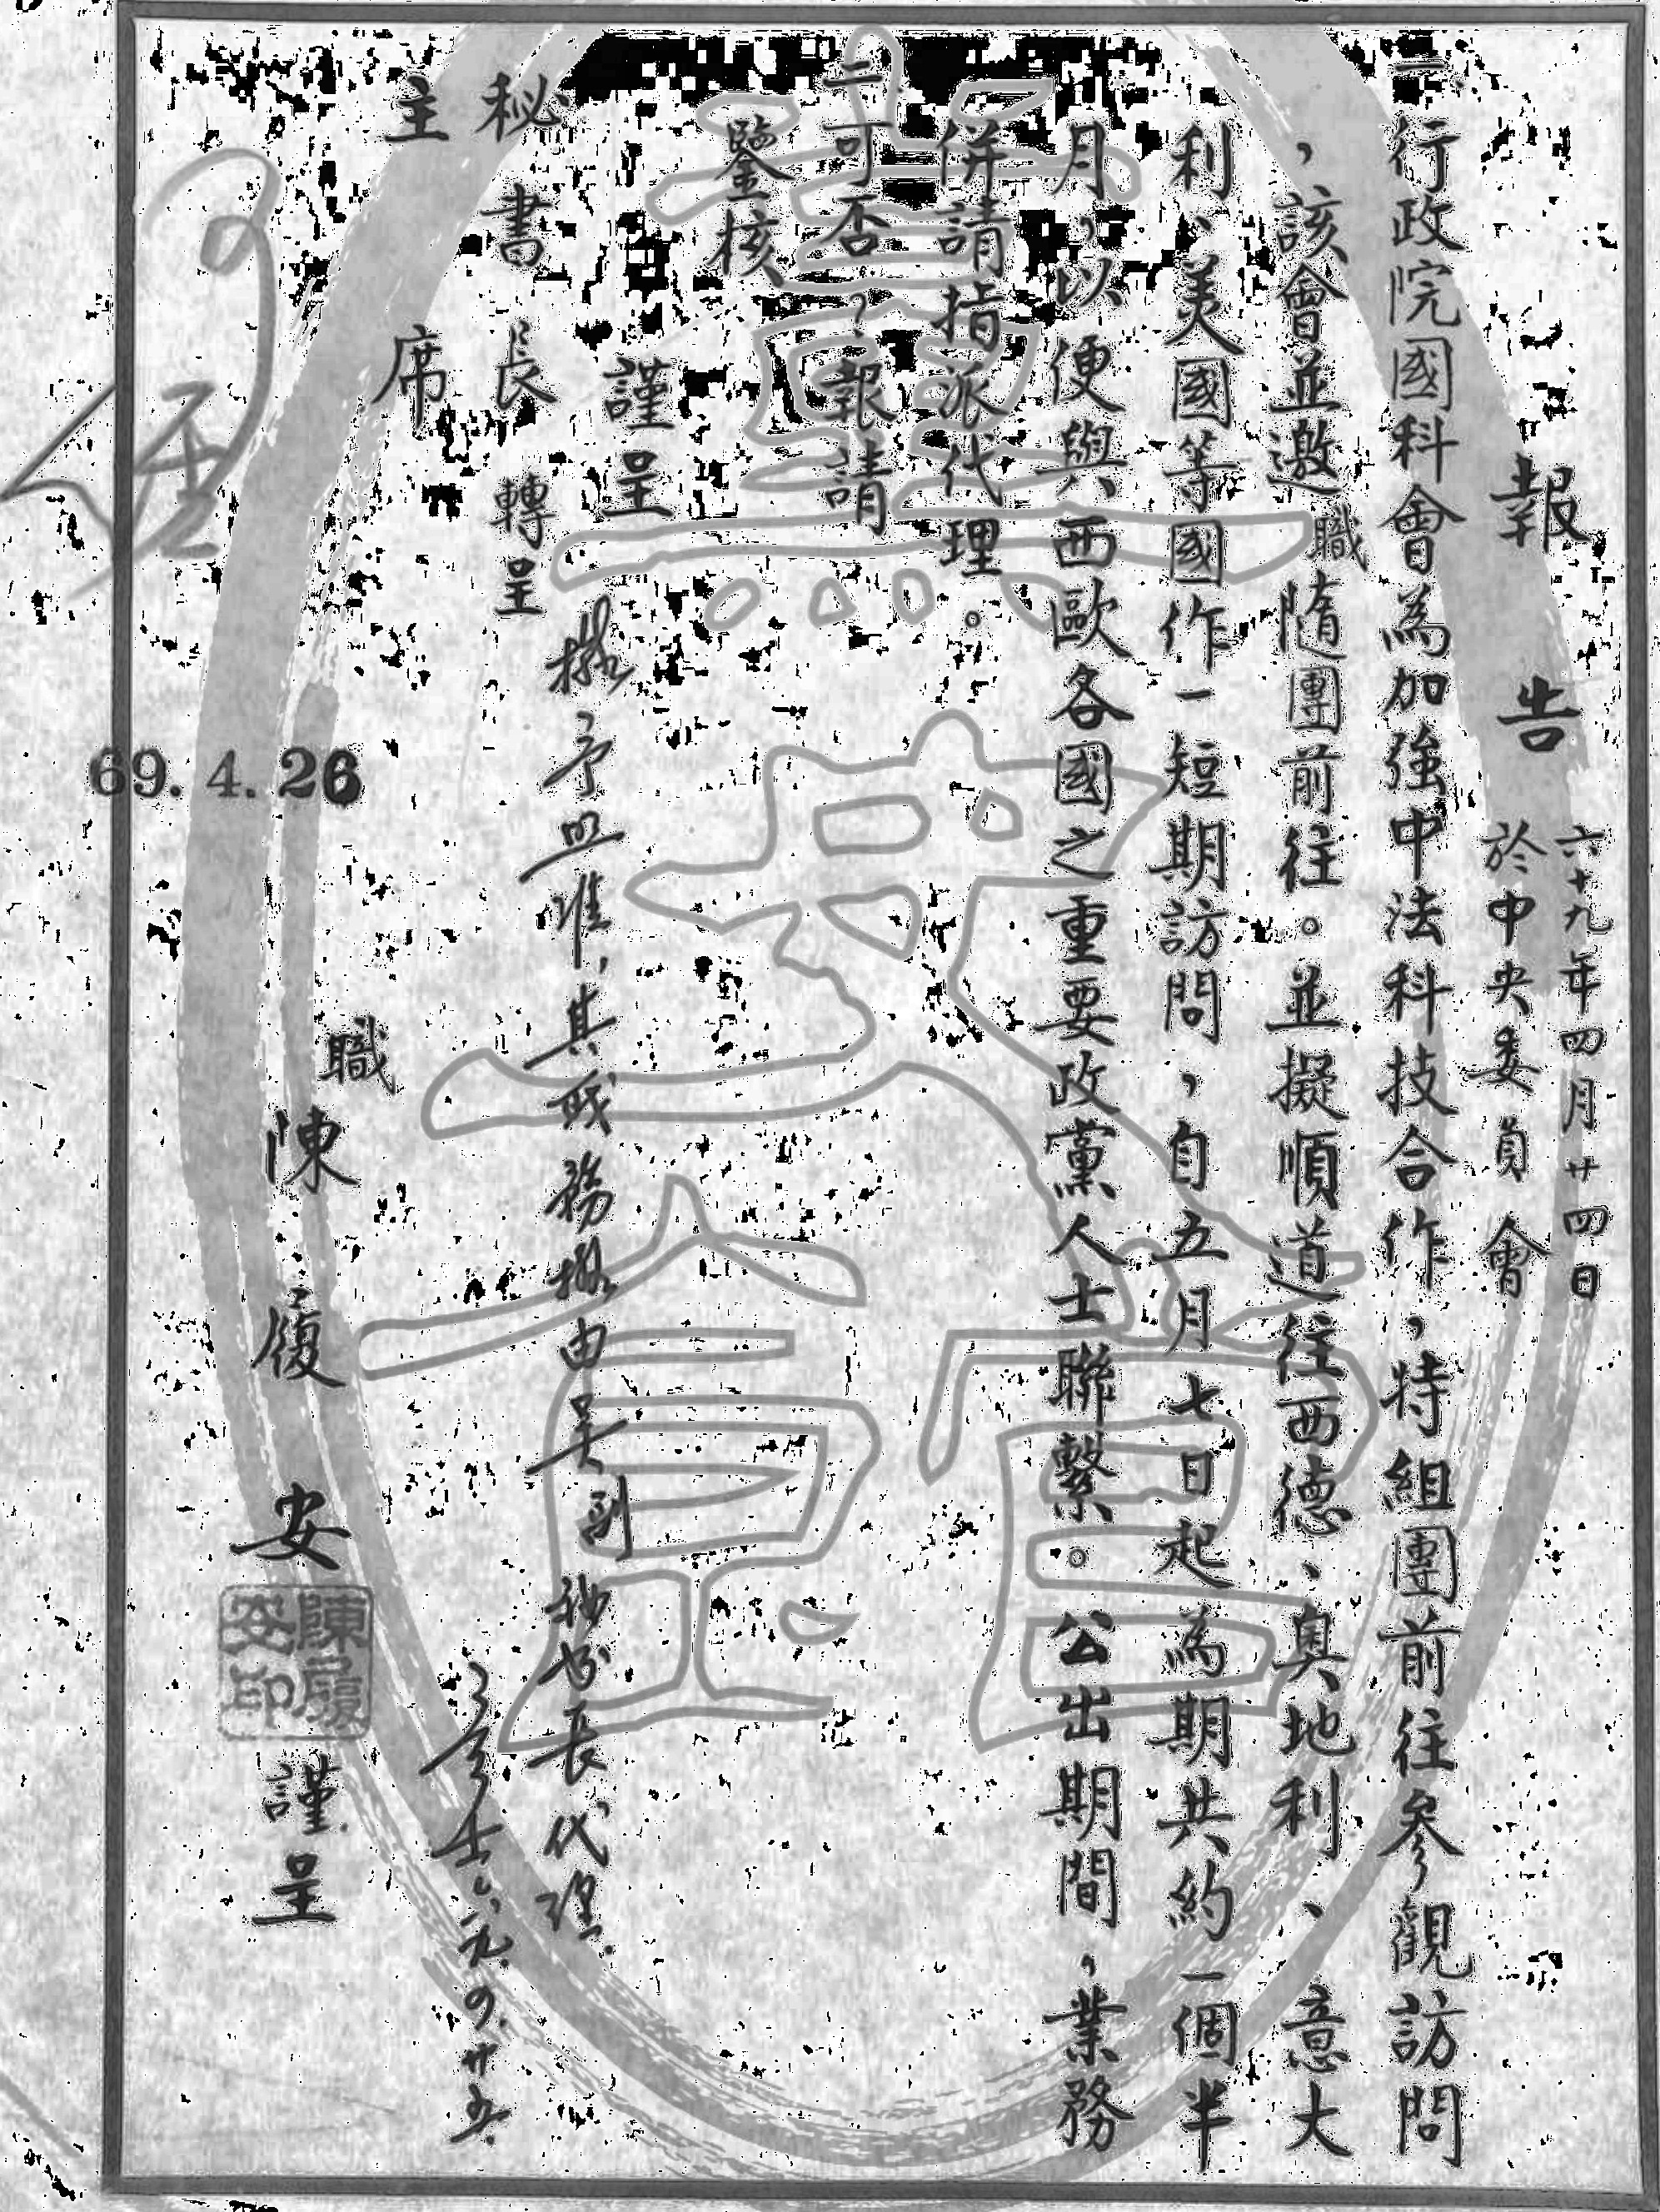 報告
六十九年四月廿四日
於中央委員會
一行政院國科會為加強中法科技合作，特組團前往參觀訪問
，該會並邀職隨團前往。並擬順道往西德、奧地利、意大
利、美國等國作一短期訪問，自五月七日起為期共約一個半
月，以便與西歐各國之重要政黨人士聯繫。公出期間，業務
併請指派代理。
二可否，報請
鑒核
謹呈
秘書長轉呈
主席
職陳履安謹呈
陳履安印
擬予照准，其職務擬由吳副秘書長代理。
六九.四.廿五.
69.4.26